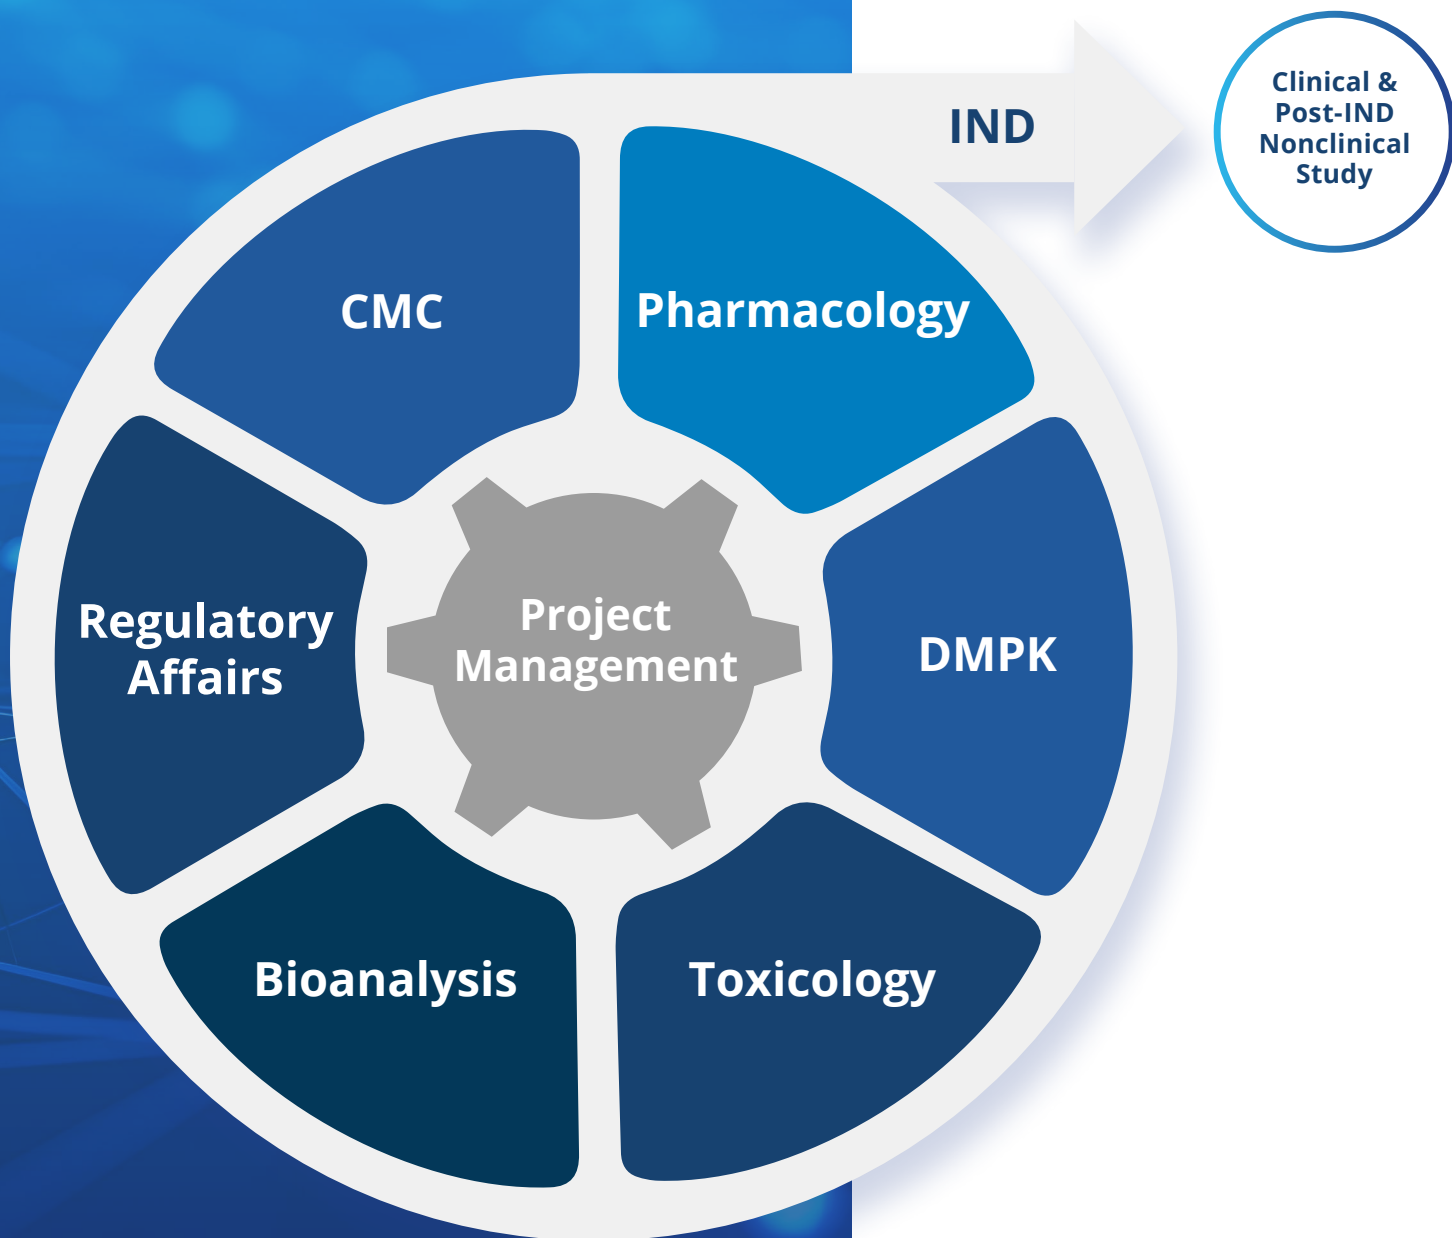 IND
Clinical &
Post-IND
Nonclinical
Study
CMC
Pharmacology
Regulatory
Affairs
Project
Management
DMPK
Bioanalysis
Toxicology